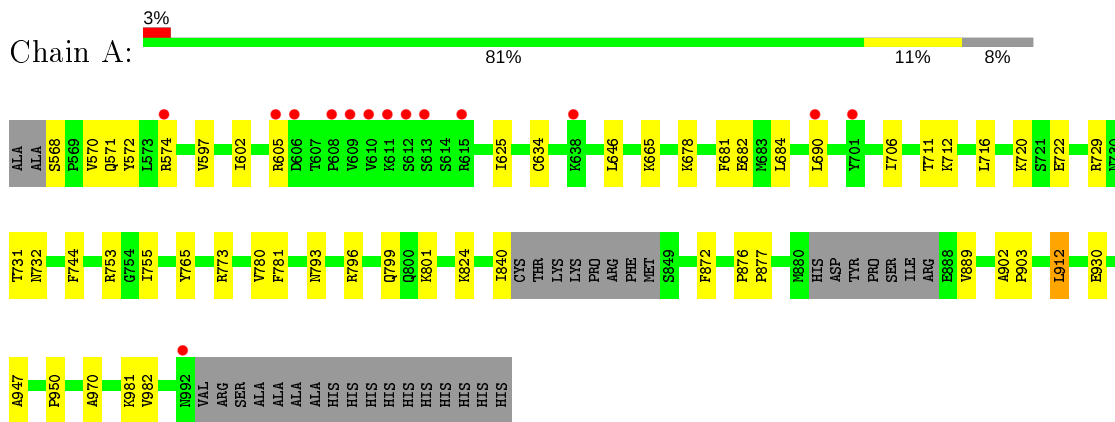 3%
Chain A:
81% 11% 8%
ALA ALA S568 P569 V570 Q571 Y572 L573 R574 V597 I602 R605 D606 T607 P608 V609 V610 K611 S612 S613 S614 R615 I625 C634 K638 L646 K665 K678 F681 E682 M683 L684 L690 Y701 I706 T711 K712 L716 K720 S721 E722 R729 N730
T731 N732 F744 R753 G754 I755 Y765 R773 V780 F781 N793 R796 Q799 Q800 K801 K824 I840 CYS THR LYS LYS PRO ARG PHE MET S849 F872 P876 P877 M880 HIS ASP TYR PRO SER ILE ARG E888 V889 A902 P903 L912 E930
A947 P950 A970 K981 V982 N992 VAL ARG SER ALA ALA ALA ALA HIS HIS HIS HIS HIS HIS HIS HIS HIS HIS